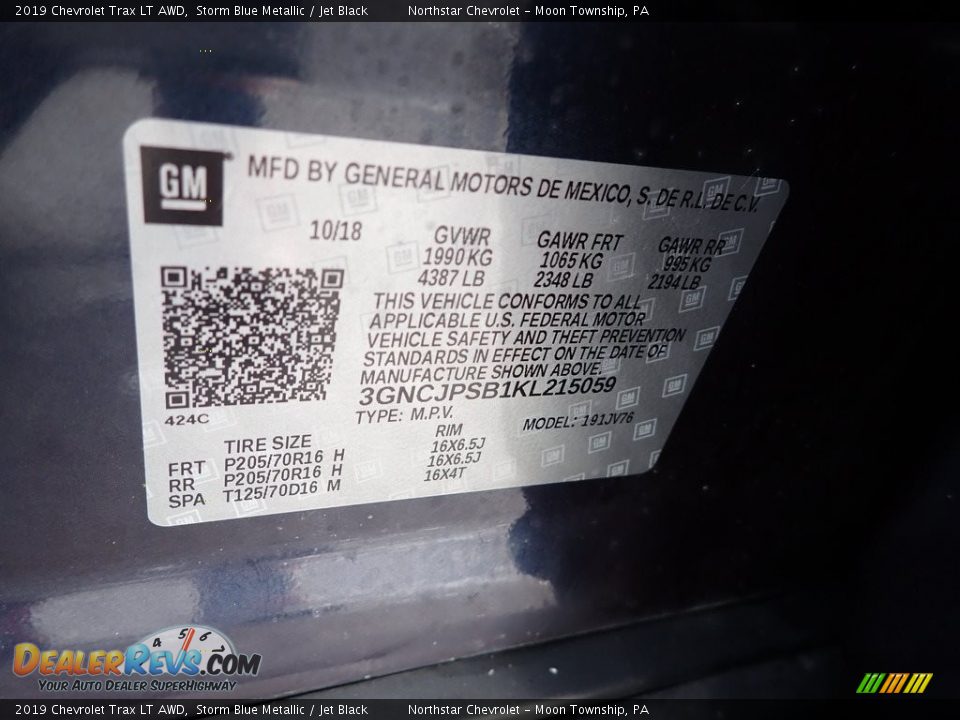 2019 Chevrolet Trax LT AWD, Storm Blue Metallic / Jet Black Northstar Chevrolet - Moon Township, PA
GM
MFD BY GENERAL MOTORS DE MEXICO, S. DE R.L. DE C.V.
10/18 GVWR GAWR FRT GAWR RR
1990 KG 1065 KG 995 KG
4387 LB 2348 LB 2194 LB
THIS VEHICLE CONFORMS TO ALL
APPLICABLE U.S. FEDERAL MOTOR
VEHICLE SAFETY AND THEFT PREVENTION
STANDARDS IN EFFECT ON THE DATE OF
MANUFACTURE SHOWN ABOVE.
3GNCJPSB1KL215059
424C TYPE: M.P.V. MODEL: 191JV76
TIRE SIZE RIM
FRT P205/70R16 H 16X6.5J
RR P205/70R16 H 16X6.5J
SPA T125/70D16 M 16X4T
4 5 6
DEALERREVS.COM
YOUR AUTO DEALER SUPERHIGHWAY
2019 Chevrolet Trax LT AWD, Storm Blue Metallic / Jet Black Northstar Chevrolet - Moon Township, PA